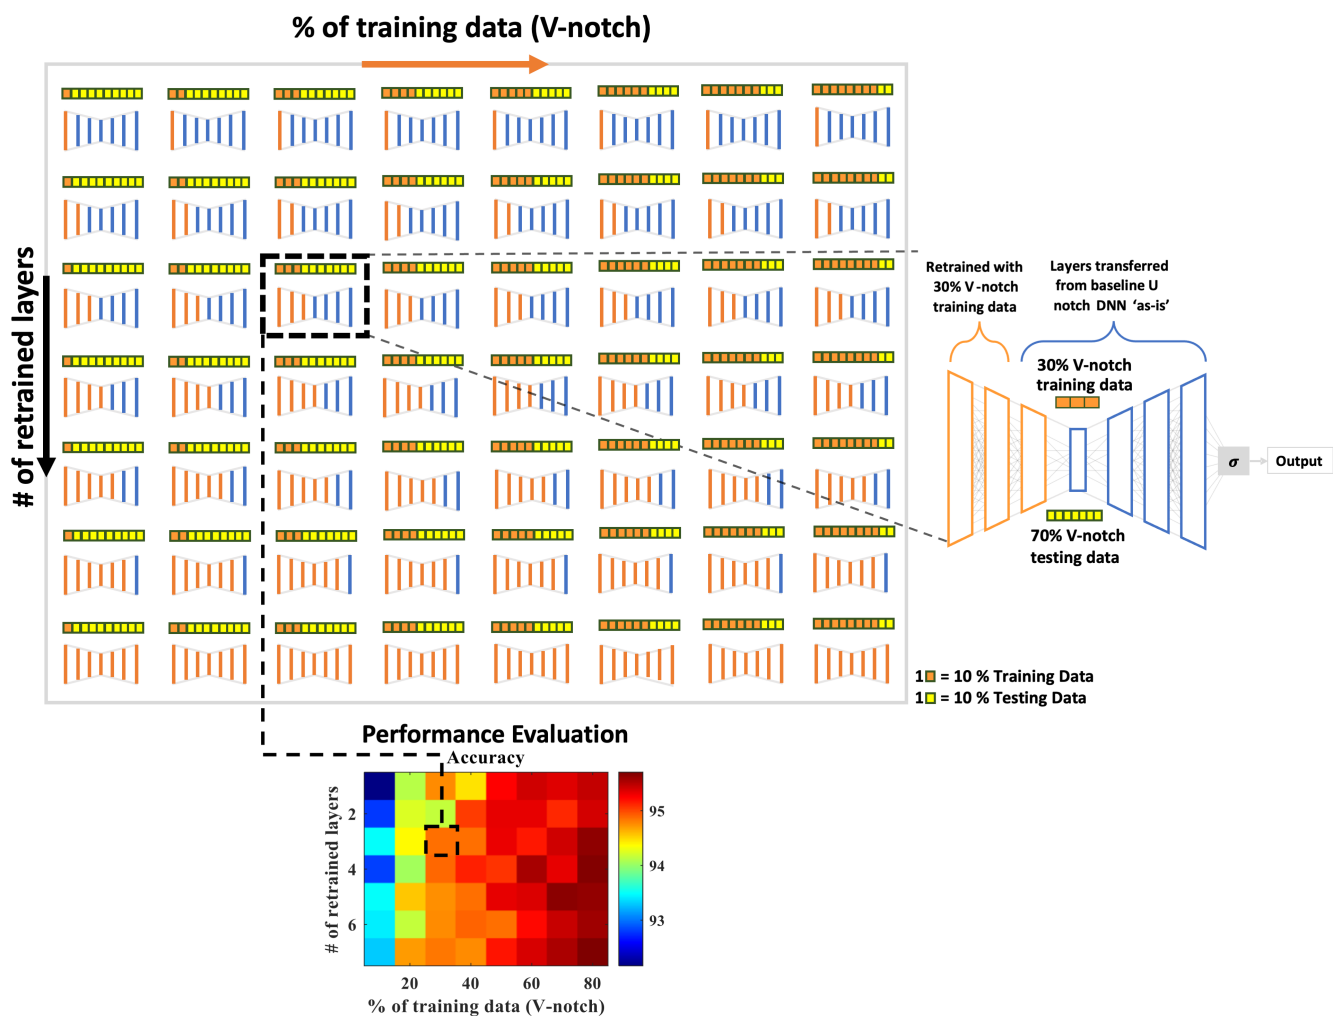 % of training data (V-notch)
# of retrained layers
Retrained with
30% V -notch
training data
Layers transferred
from baseline U
notch DNN ‘as-is’
30% V-notch
training data
σ
Output
70% V-notch
testing data
1 = 10 % Training Data
1 = 10 % Testing Data
Performance Evaluation
Accuracy
# of retrained layers
2
4
6
95
94
93
20 40 60 80
% of training data (V-notch)